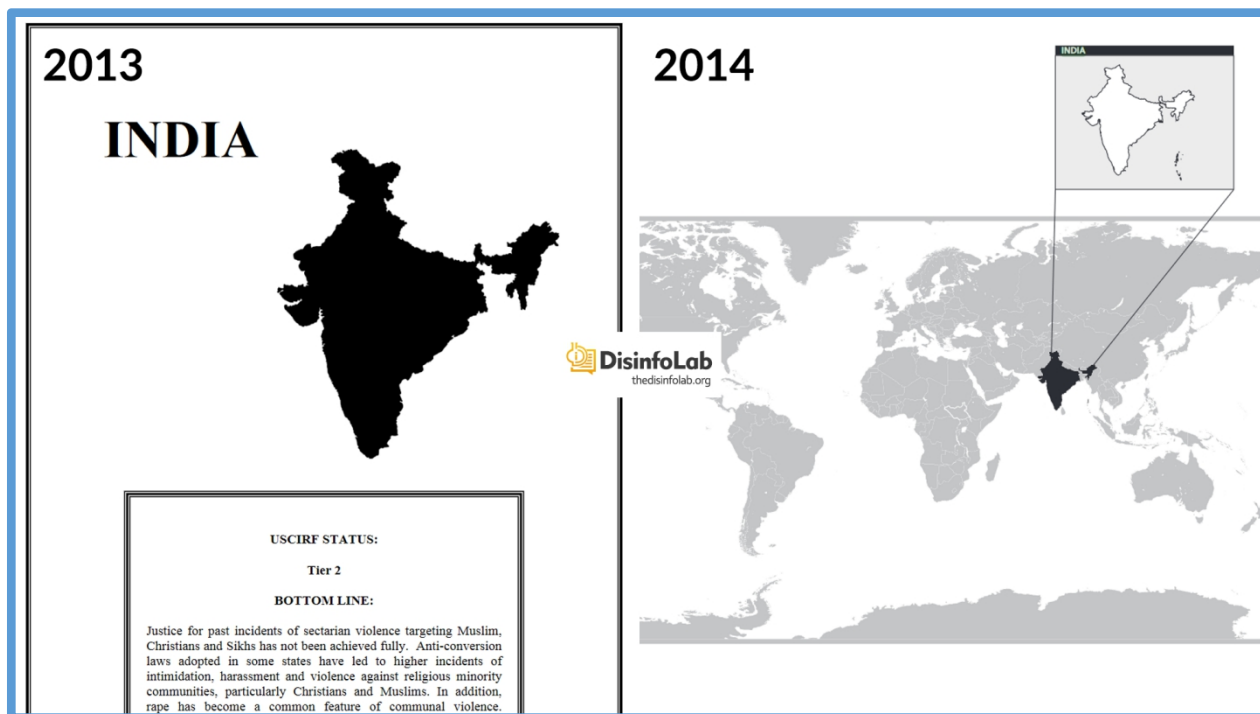 2013
INDIA
USCIRF STATUS:
Tier 2
BOTTOM LINE:
Justice for past incidents of sectarian violence targeting Muslim,
Christians and Sikhs has not been achieved fully. Anti-conversion
laws adopted in some states have led to higher incidents of
intimidation, harassment and violence against religious minority
communities, particularly Christians and Muslims. In addition,
rape has become a common feature of communal violence.
DisinfoLab
thedisinfolab.org
2014
INDIA